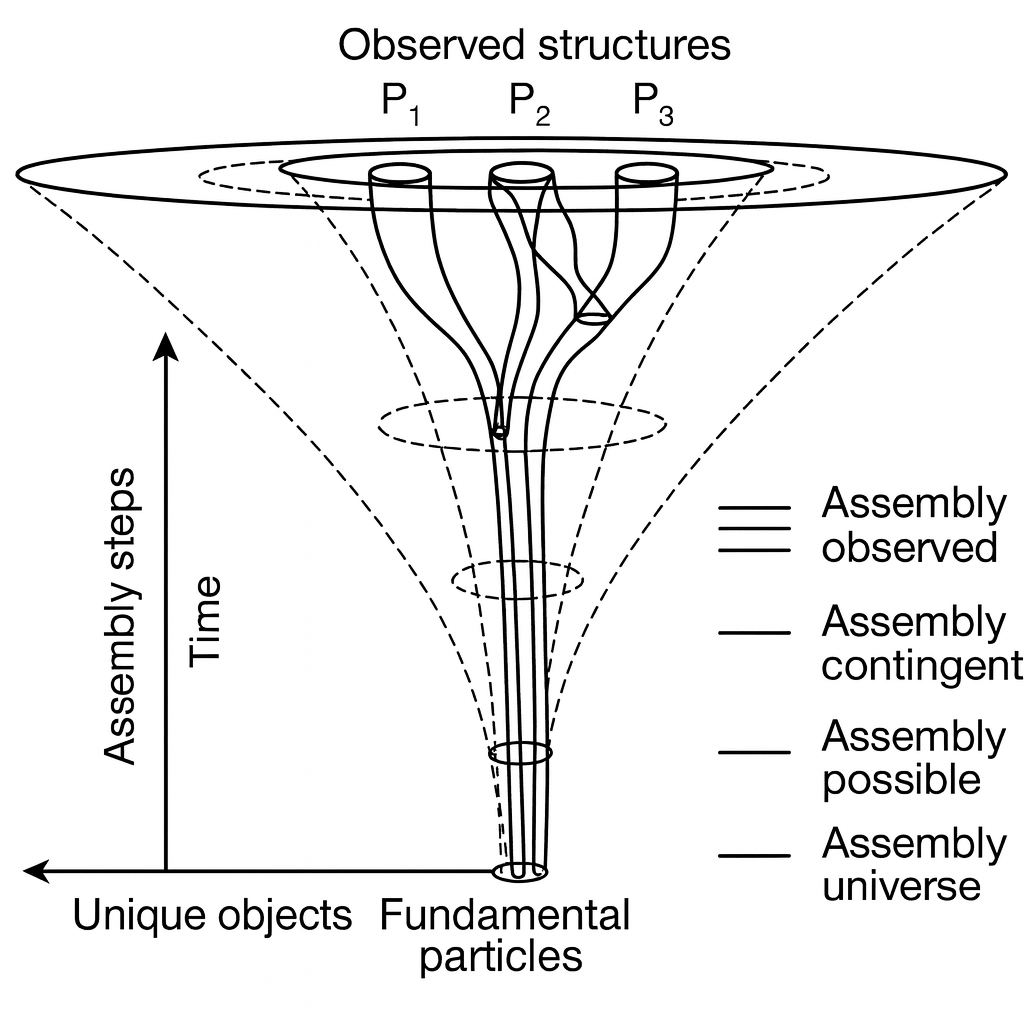 Observed structures
P₁ P₂ P₃
Assembly steps
Time
Assembly
observed
Assembly
contingent
Assembly
possible
Assembly
universe
Unique objects
Fundamental
particles